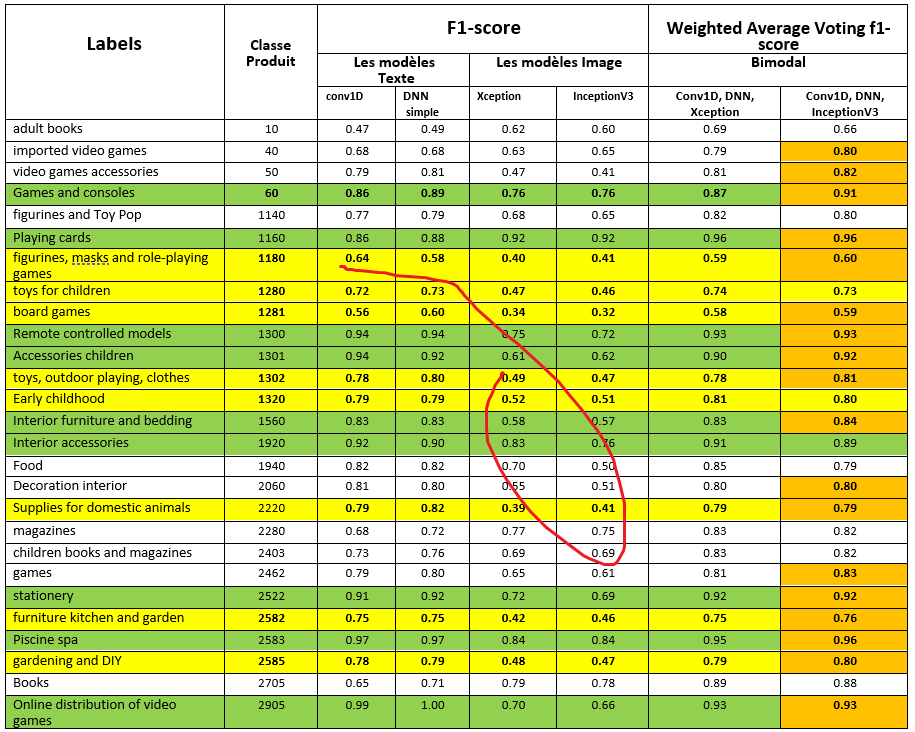 Labels Classe Produit F1-score Weighted Average Voting f1-score
Les modèles Texte Les modèles Image Bimodal
conv1D DNN simple Xception InceptionV3 Conv1D, DNN, Xception Conv1D, DNN, InceptionV3
adult books 10 0.47 0.49 0.62 0.60 0.69 0.66
imported video games 40 0.68 0.68 0.63 0.65 0.79 0.80
video games accessories 50 0.79 0.81 0.47 0.41 0.81 0.82
Games and consoles 60 0.86 0.89 0.76 0.76 0.87 0.91
figurines and Toy Pop 1140 0.77 0.79 0.68 0.65 0.82 0.80
Playing cards 1160 0.86 0.88 0.92 0.92 0.96 0.96
figurines, masks and role-playing games 1180 0.64 0.58 0.40 0.41 0.59 0.60
toys for children 1280 0.72 0.73 0.47 0.46 0.74 0.73
board games 1281 0.56 0.60 0.34 0.32 0.58 0.59
Remote controlled models 1300 0.94 0.94 0.75 0.72 0.93 0.93
Accessories children 1301 0.94 0.92 0.61 0.62 0.90 0.92
toys, outdoor playing, clothes 1302 0.78 0.80 0.49 0.47 0.78 0.81
Early childhood 1320 0.79 0.79 0.52 0.51 0.81 0.80
Interior furniture and bedding 1560 0.83 0.83 0.58 0.57 0.83 0.84
Interior accessories 1920 0.92 0.90 0.83 0.76 0.91 0.89
Food 1940 0.82 0.82 0.70 0.50 0.85 0.79
Decoration interior 2060 0.81 0.80 0.55 0.51 0.80 0.80
Supplies for domestic animals 2220 0.79 0.82 0.39 0.41 0.79 0.79
magazines 2280 0.68 0.72 0.77 0.75 0.83 0.82
children books and magazines 2403 0.73 0.76 0.69 0.69 0.83 0.82
games 2462 0.79 0.80 0.65 0.61 0.81 0.83
stationery 2522 0.91 0.92 0.72 0.69 0.92 0.92
furniture kitchen and garden 2582 0.75 0.75 0.42 0.46 0.75 0.76
Piscine spa 2583 0.97 0.97 0.84 0.84 0.95 0.96
gardening and DIY 2585 0.78 0.79 0.48 0.47 0.79 0.80
Books 2705 0.65 0.71 0.79 0.78 0.89 0.88
Online distribution of video games 2905 0.99 1.00 0.70 0.66 0.93 0.93